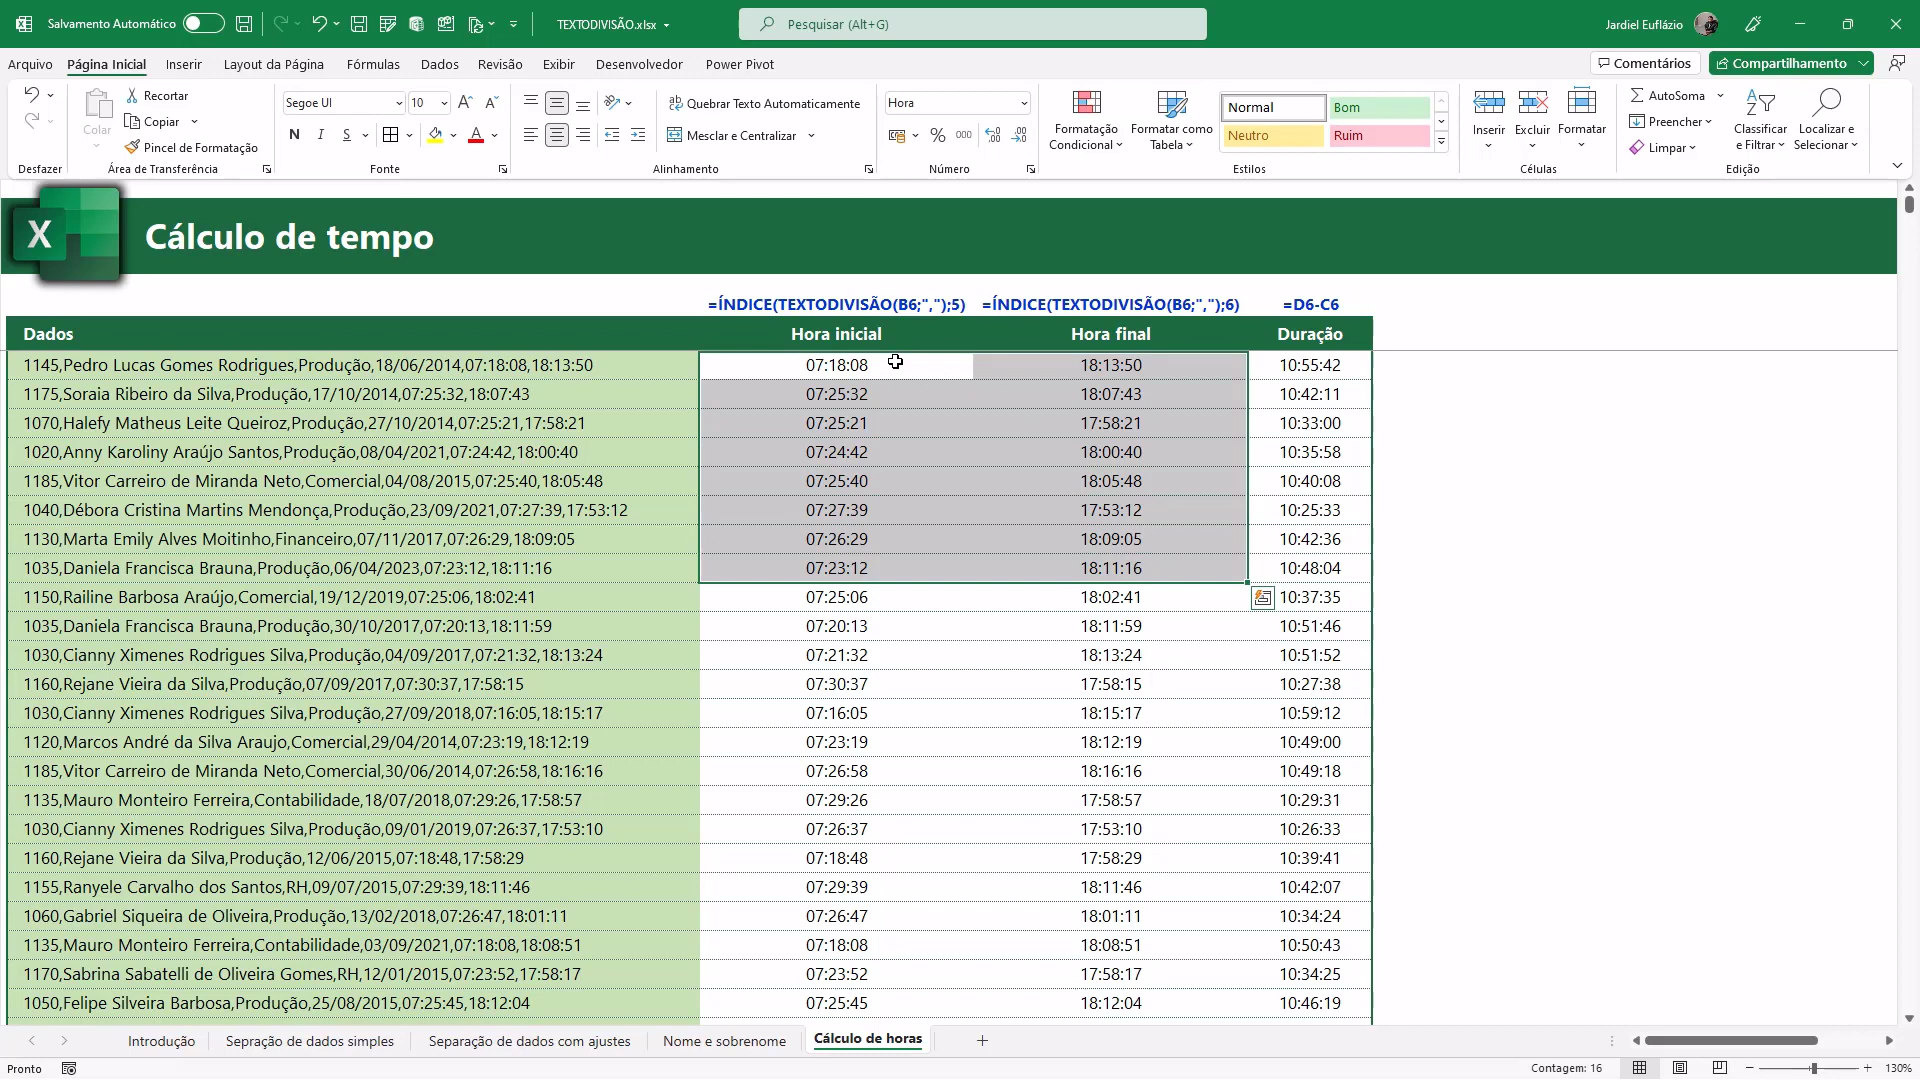 Salvamento Automático
TEXTODIVISÃO.xlsx
Pesquisar (Alt+G)
Jardiel Euflázio
Arquivo Página Inicial Inserir Layout da Página Fórmulas Dados Revisão Exibir Desenvolvedor Power Pivot
Comentários Compartilhamento
Colar
Recortar
Copiar
Pincel de Formatação
Segoe UI 10
N I S
Quebrar Texto Automaticamente
Mesclar e Centralizar
Hora
% 000
Formatação Condicional
Formatar como Tabela
Normal Bom
Neutro Ruim
Inserir Excluir Formatar
AutoSoma
Preencher
Limpar
Classificar e Filtrar
Localizar e Selecionar
Desfazer Área de Transferência Fonte Alinhamento Número Estilos Células Edição
X
Cálculo de tempo
=ÍNDICE(TEXTODIVISÃO(B6;",");5) =ÍNDICE(TEXTODIVISÃO(B6;",");6) =D6-C6
Dados Hora inicial Hora final Duração
1145,Pedro Lucas Gomes Rodrigues,Produção,18/06/2014,07:18:08,18:13:50 07:18:08 18:13:50 10:55:42
1175,Soraia Ribeiro da Silva,Produção,17/10/2014,07:25:32,18:07:43 07:25:32 18:07:43 10:42:11
1070,Halefy Matheus Leite Queiroz,Produção,27/10/2014,07:25:21,17:58:21 07:25:21 17:58:21 10:33:00
1020,Anny Karoliny Araújo Santos,Produção,08/04/2021,07:24:42,18:00:40 07:24:42 18:00:40 10:35:58
1185,Vitor Carreiro de Miranda Neto,Comercial,04/08/2015,07:25:40,18:05:48 07:25:40 18:05:48 10:40:08
1040,Débora Cristina Martins Mendonça,Produção,23/09/2021,07:27:39,17:53:12 07:27:39 17:53:12 10:25:33
1130,Marta Emily Alves Moitinho,Financeiro,07/11/2017,07:26:29,18:09:05 07:26:29 18:09:05 10:42:36
1035,Daniela Francisca Brauna,Produção,06/04/2023,07:23:12,18:11:16 07:23:12 18:11:16 10:48:04
1150,Railine Barbosa Araújo,Comercial,19/12/2019,07:25:06,18:02:41 07:25:06 18:02:41 10:37:35
1035,Daniela Francisca Brauna,Produção,30/10/2017,07:20:13,18:11:59 07:20:13 18:11:59 10:51:46
1030,Cianny Ximenes Rodrigues Silva,Produção,04/09/2017,07:21:32,18:13:24 07:21:32 18:13:24 10:51:52
1160,Rejane Vieira da Silva,Produção,07/09/2017,07:30:37,17:58:15 07:30:37 17:58:15 10:27:38
1030,Cianny Ximenes Rodrigues Silva,Produção,27/09/2018,07:16:05,18:15:17 07:16:05 18:15:17 10:59:12
1120,Marcos André da Silva Araujo,Comercial,29/04/2014,07:23:19,18:12:19 07:23:19 18:12:19 10:49:00
1185,Vitor Carreiro de Miranda Neto,Comercial,30/06/2014,07:26:58,18:16:16 07:26:58 18:16:16 10:49:18
1135,Mauro Monteiro Ferreira,Contabilidade,18/07/2018,07:29:26,17:58:57 07:29:26 17:58:57 10:29:31
1030,Cianny Ximenes Rodrigues Silva,Produção,09/01/2019,07:26:37,17:53:10 07:26:37 17:53:10 10:26:33
1160,Rejane Vieira da Silva,Produção,12/06/2015,07:18:48,17:58:29 07:18:48 17:58:29 10:39:41
1155,Ranyele Carvalho dos Santos,RH,09/07/2015,07:29:39,18:11:46 07:29:39 18:11:46 10:42:07
1060,Gabriel Siqueira de Oliveira,Produção,13/02/2018,07:26:47,18:01:11 07:26:47 18:01:11 10:34:24
1135,Mauro Monteiro Ferreira,Contabilidade,03/09/2021,07:18:08,18:08:51 07:18:08 18:08:51 10:50:43
1170,Sabrina Sabatelli de Oliveira Gomes,RH,12/01/2015,07:23:52,17:58:17 07:23:52 17:58:17 10:34:25
1050,Felipe Silveira Barbosa,Produção,25/08/2015,07:25:45,18:12:04 07:25:45 18:12:04 10:46:19
Introdução Sepração de dados simples Separação de dados com ajustes Nome e sobrenome Cálculo de horas
Pronto
Contagem: 16
130%